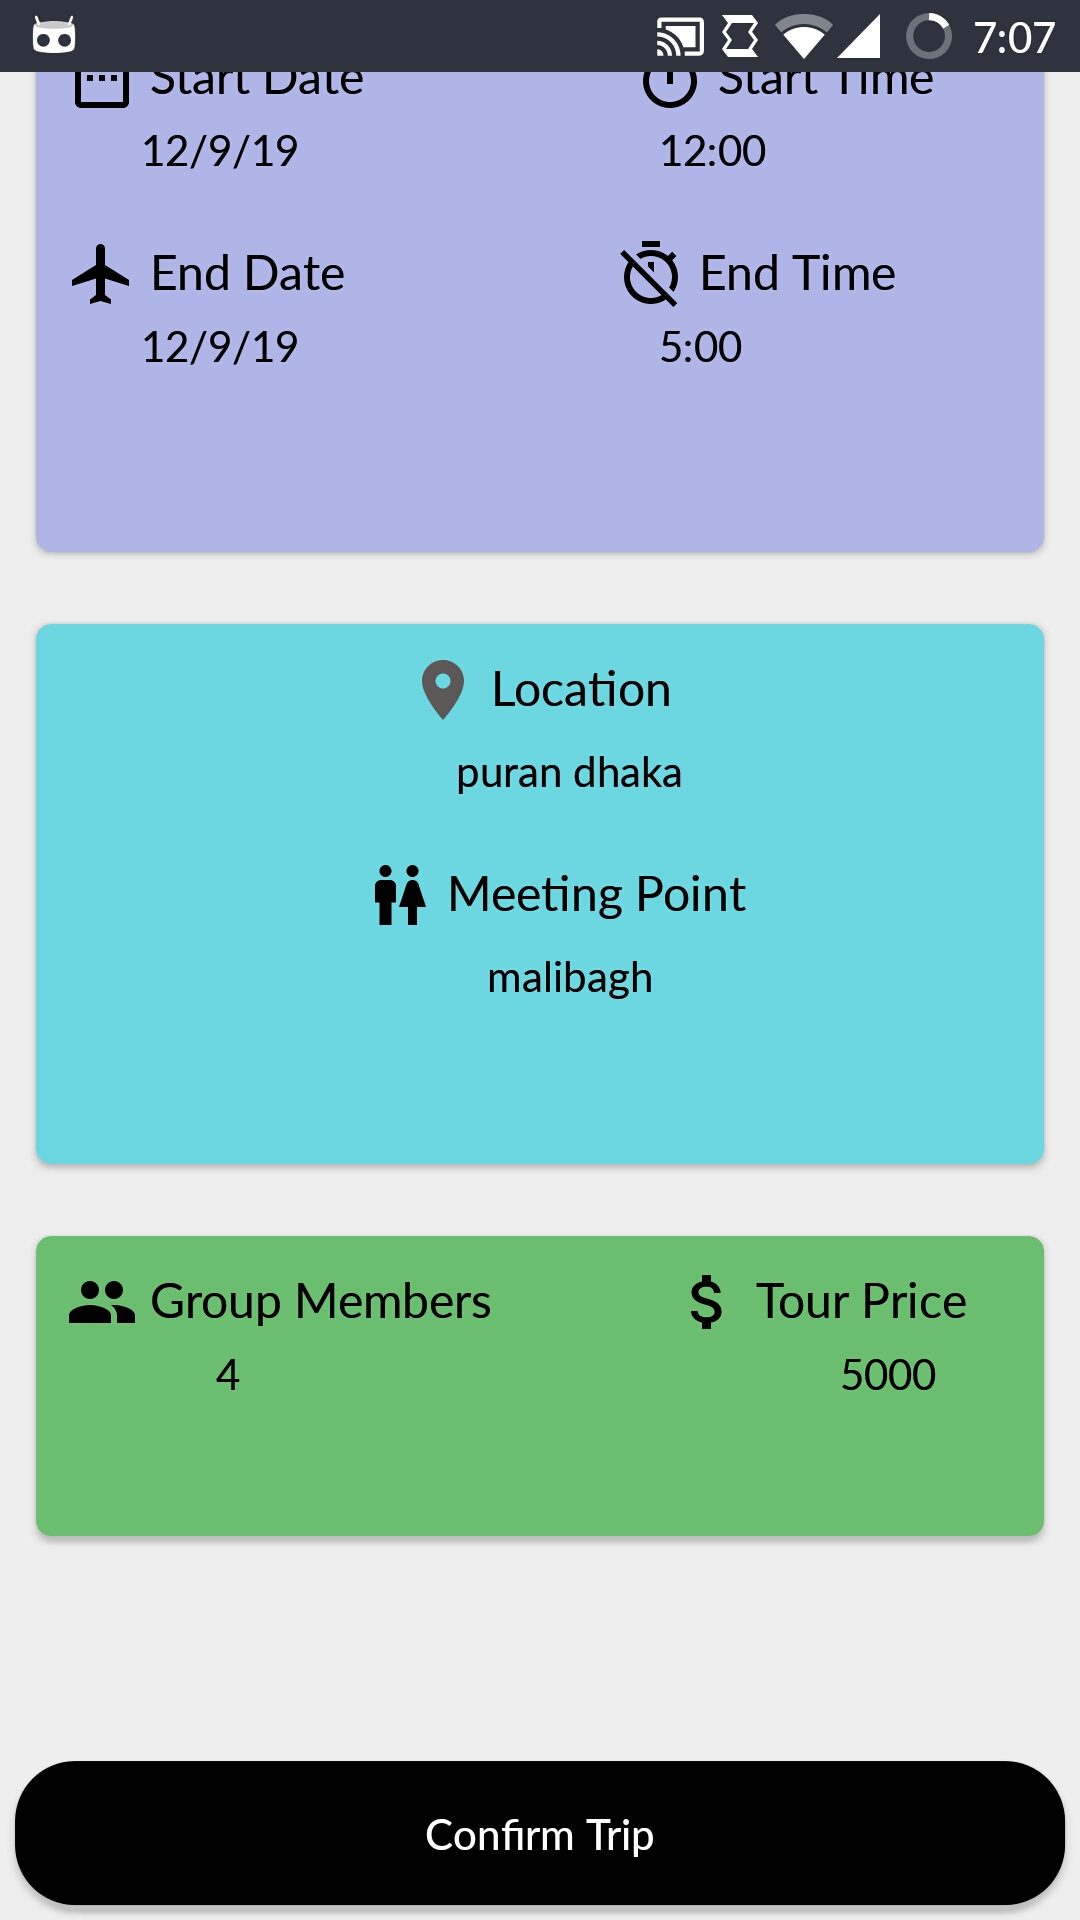 7:07
Start Date
Start Time
12/9/19
12:00
End Date
End Time
12/9/19
5:00
Location
puran dhaka
Meeting Point
malibagh
Group Members
Tour Price
4
5000
Confirm Trip